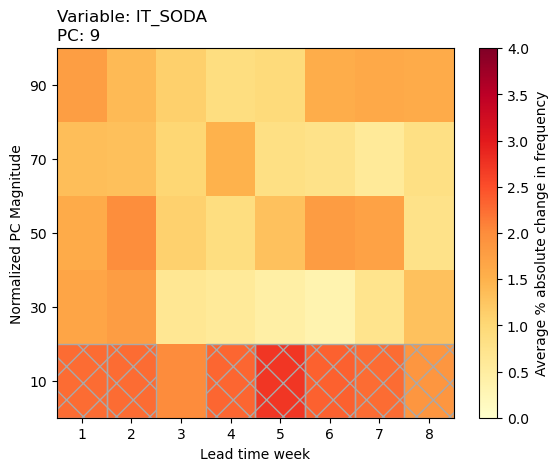 Variable: IT_SODA
PC: 9
Normalized PC Magnitude
90
70
50
30
10
1 2 3 4 5 6 7 8
Lead time week
4.0
3.5
3.0
2.5
2.0
1.5
1.0
0.5
0.0
Average % absolute change in frequency